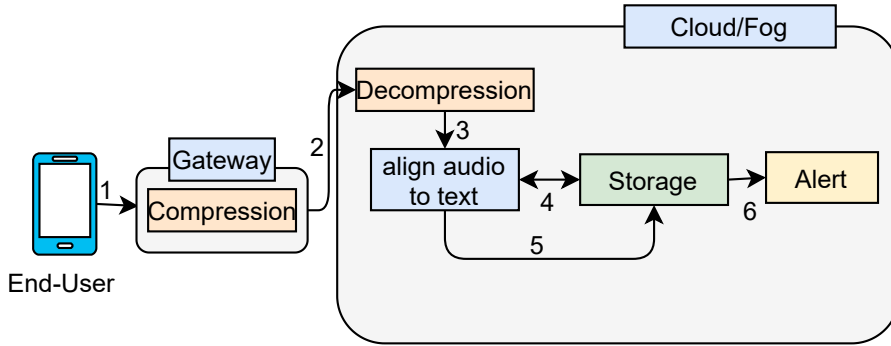 Cloud/Fog
Decompression
2
3
Gateway
align audio
to text
Storage
Alert
1
Compression
4
6
5
End-User